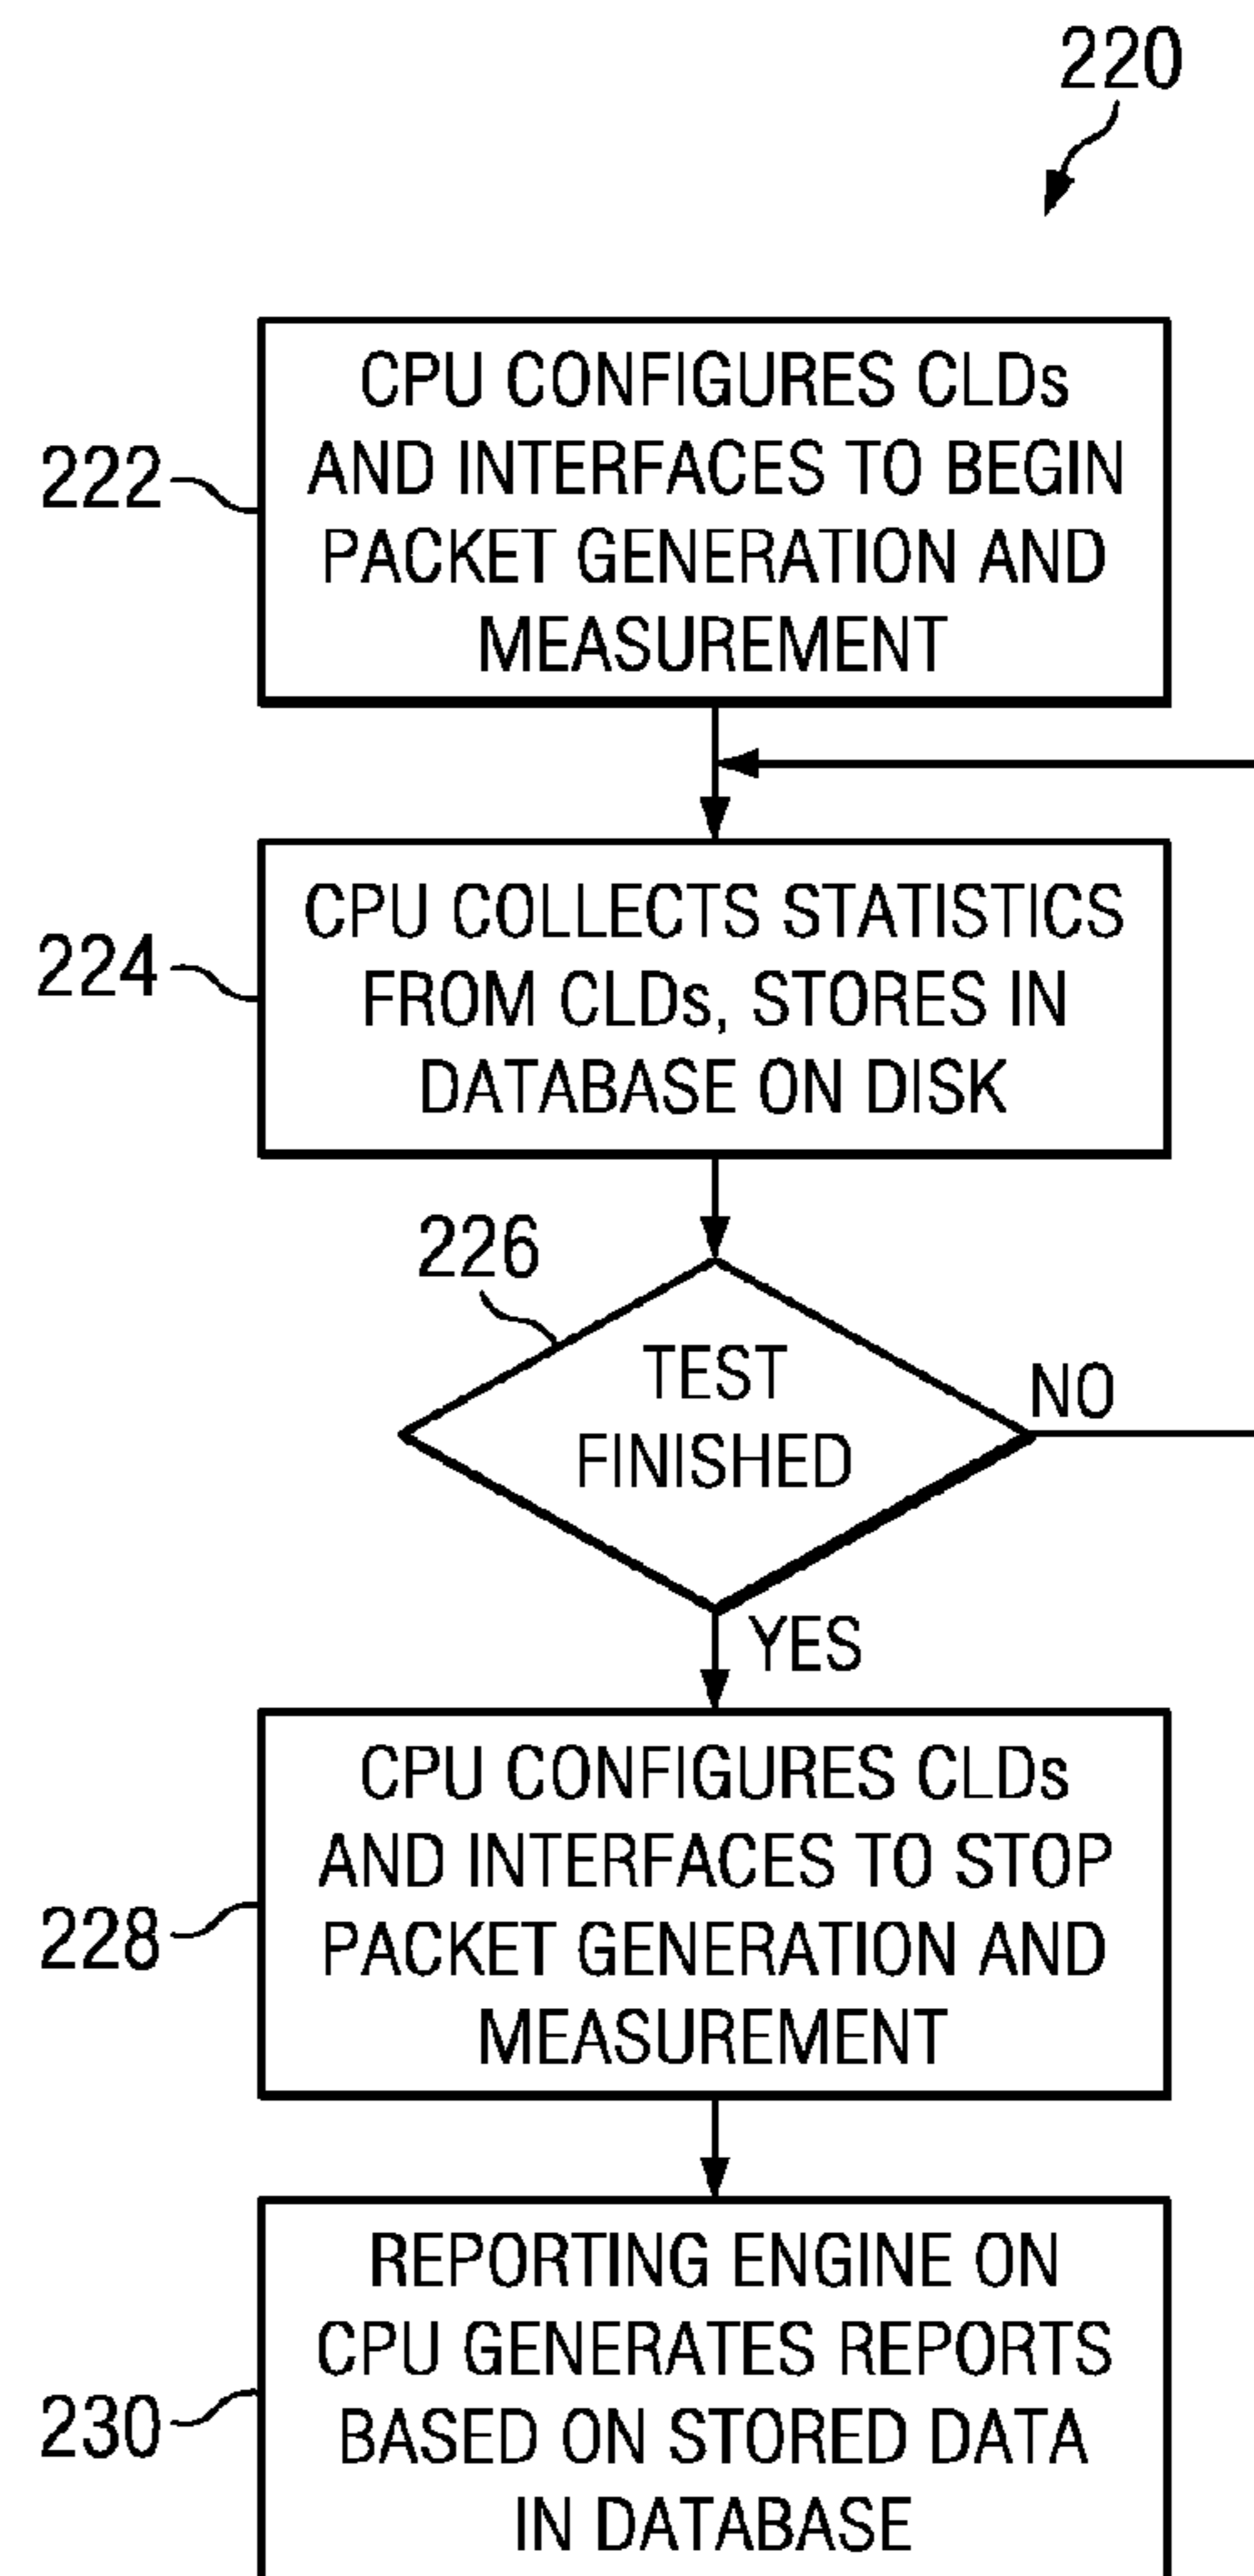 220
222
CPU CONFIGURES CLDs
AND INTERFACES TO BEGIN
PACKET GENERATION AND
MEASUREMENT
224
CPU COLLECTS STATISTICS
FROM CLDs, STORES IN
DATABASE ON DISK
226
TEST
FINISHED
NO
YES
228
CPU CONFIGURES CLDs
AND INTERFACES TO STOP
PACKET GENERATION AND
MEASUREMENT
230
REPORTING ENGINE ON
CPU GENERATES REPORTS
BASED ON STORED DATA
IN DATABASE